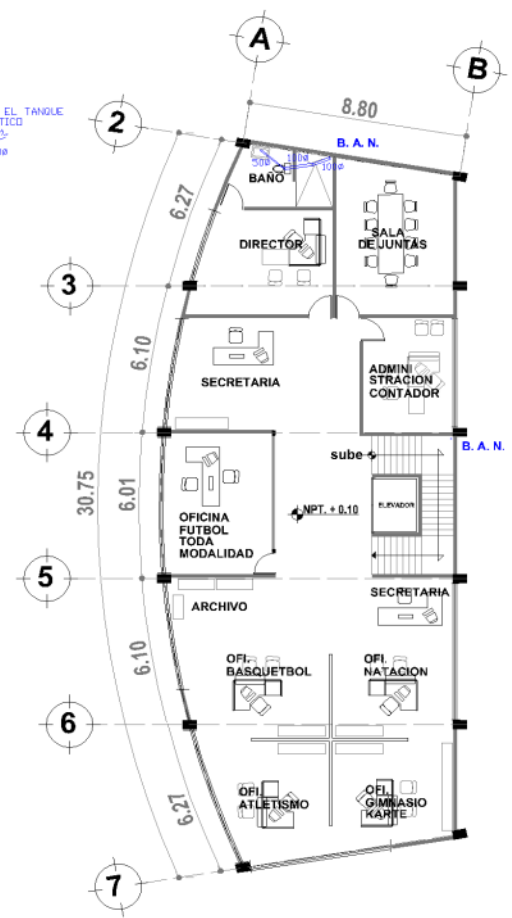 A
B
EL TANQUE
TICO
2
8.80
B. A. N.
50Ø
100Ø
100Ø
BAÑO
6.27
DIRECTOR
SALA
DE JUNTAS
3
6.10
SECRETARIA
ADMINI
STRACION
CONTADOR
4
sube
B. A. N.
30.75
6.01
OFICINA
FUTBOL
TODA
MODALIDAD
ELEVADOR
NPT. + 0.10
5
ARCHIVO
SECRETARIA
6.10
OFI.
BASQUETBOL
OFI.
NATACION
6
OFI.
ATLETISMO
OFI.
GIMNASIO
KARTE
6.27
7